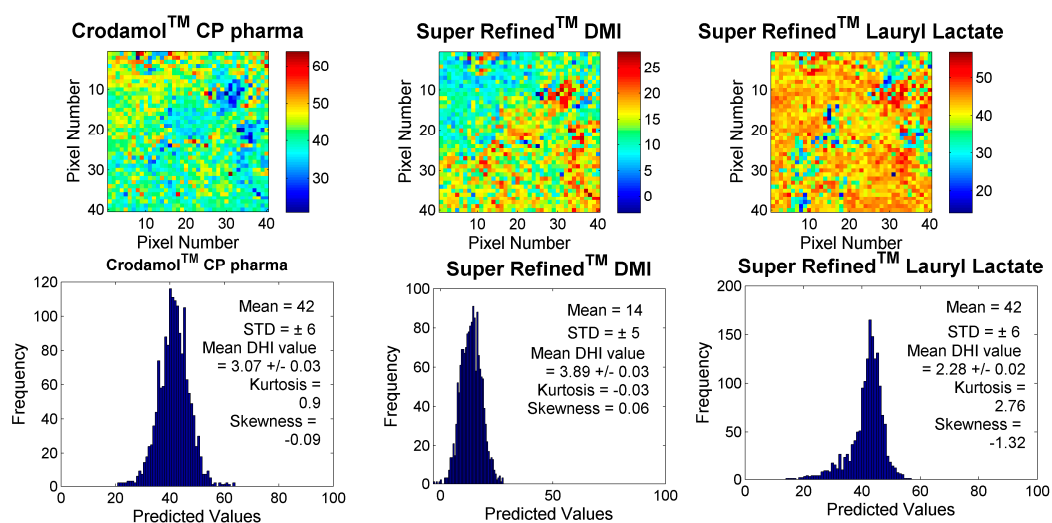 Crodamol™ CP pharma
Pixel Number
10
20
30
40
10 20 30 40
Pixel Number
60
50
40
30
Super Refined™ DMI
Pixel Number
10
20
30
40
10 20 30 40
Pixel Number
25
20
15
10
5
0
Super Refined™ Lauryl Lactate
Pixel Number
10
20
30
40
10 20 30 40
Pixel Number
50
40
30
20
Crodamol™ CP pharma
Frequency
120
100
80
60
40
20
0
Mean = 42
STD = ± 6
Mean DHI value
= 3.07 +/- 0.03
Kurtosis =
0.9
Skewness =
-0.09
0 20 40 60 80 100
Predicted Values
Super Refined™ DMI
Frequency
100
80
60
40
20
0
Mean = 14
STD = ± 5
Mean DHI value
= 3.89 +/- 0.03
Kurtosis = -0.03
Skewness = 0.06
0 50 100
Predicted Values
Super Refined™ Lauryl Lactate
Frequency
200
150
100
50
0
Mean = 42
STD = ± 6
Mean DHI value
= 2.28 +/- 0.02
Kurtosis =
2.76
Skewness =
-1.32
0 20 40 60 80 100
Predicted Values